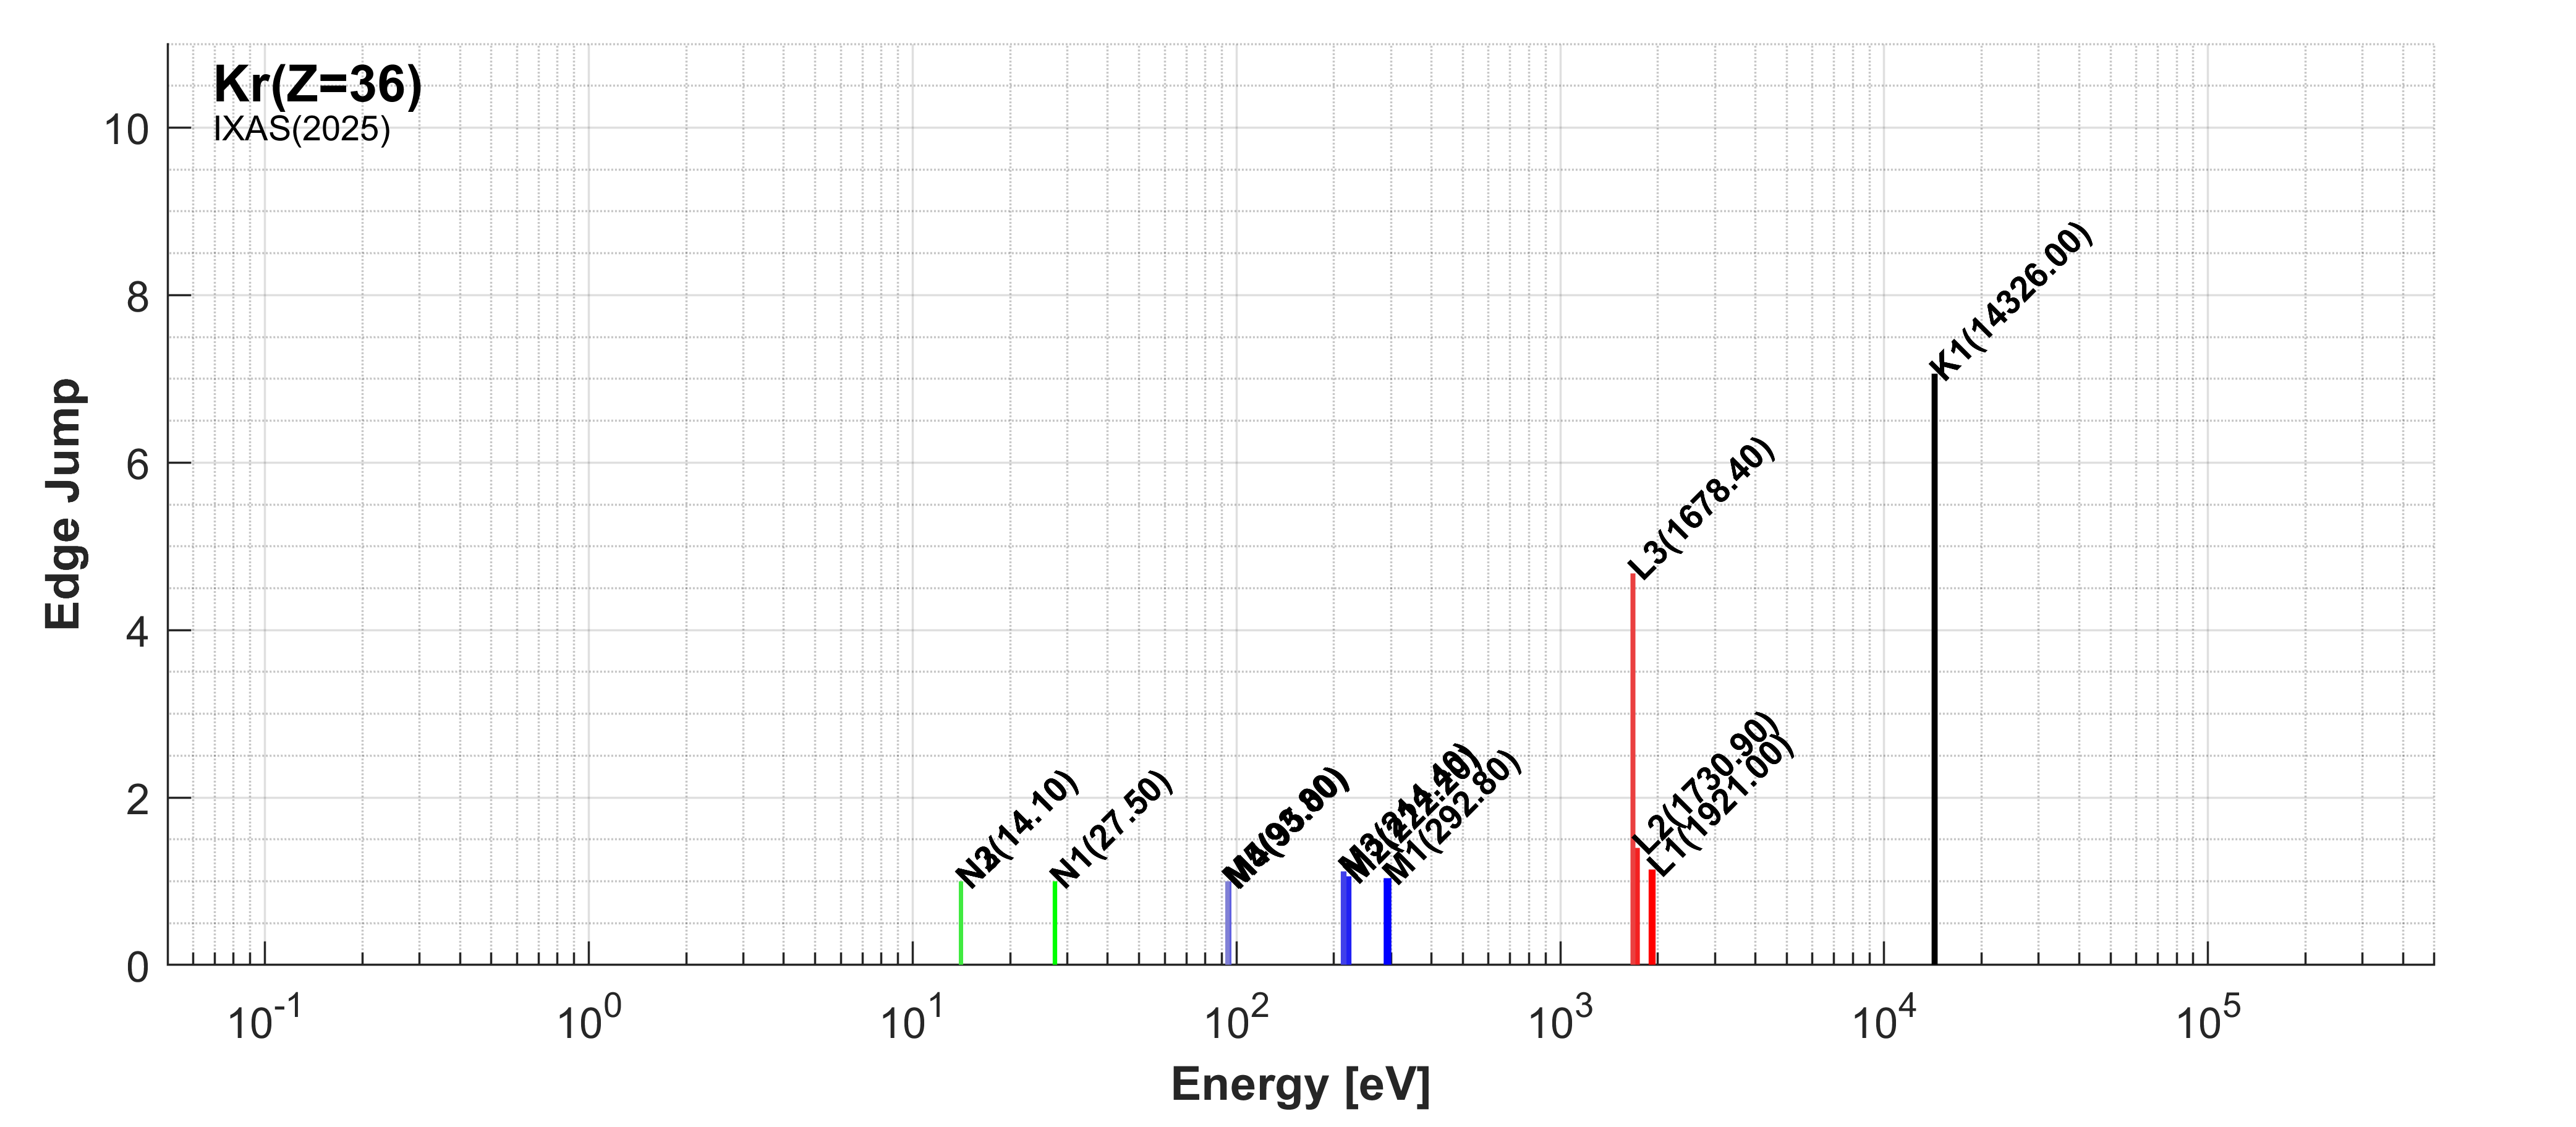 Kr(Z=36)
IXAS(2025)
Edge Jump
10
8
6
4
2
0
K1(14326.00)
L3(1678.40)
L2(1730.90)
L1(1921.00)
M1(292.80)
N1(27.50)
10-1
100
101
102
103
104
105
Energy [eV]